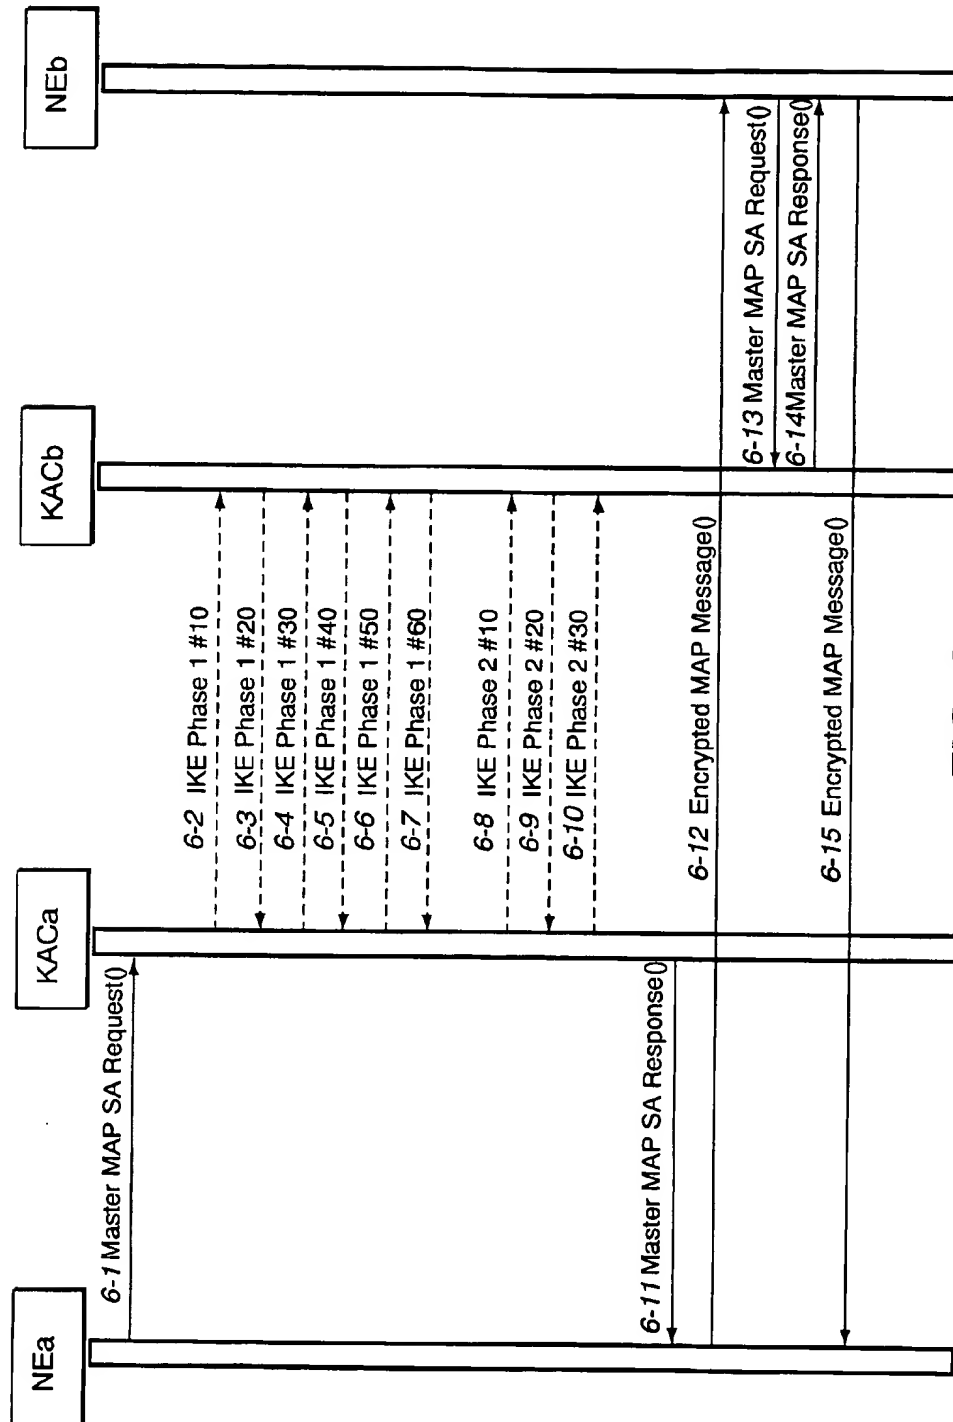 NEa
KACa
KACb
NEb
6-1 Master MAP SA Request()
6-2 IKE Phase 1 #10
6-3 IKE Phase 1 #20
6-4 IKE Phase 1 #30
6-5 IKE Phase 1 #40
6-6 IKE Phase 1 #50
6-7 IKE Phase 1 #60
6-8 IKE Phase 2 #10
6-9 IKE Phase 2 #20
6-10 IKE Phase 2 #30
6-11 Master MAP SA Response()
6-12 Encrypted MAP Message()
6-13 Master MAP SA Request()
6-14 Master MAP SA Response()
6-15 Encrypted MAP Message()